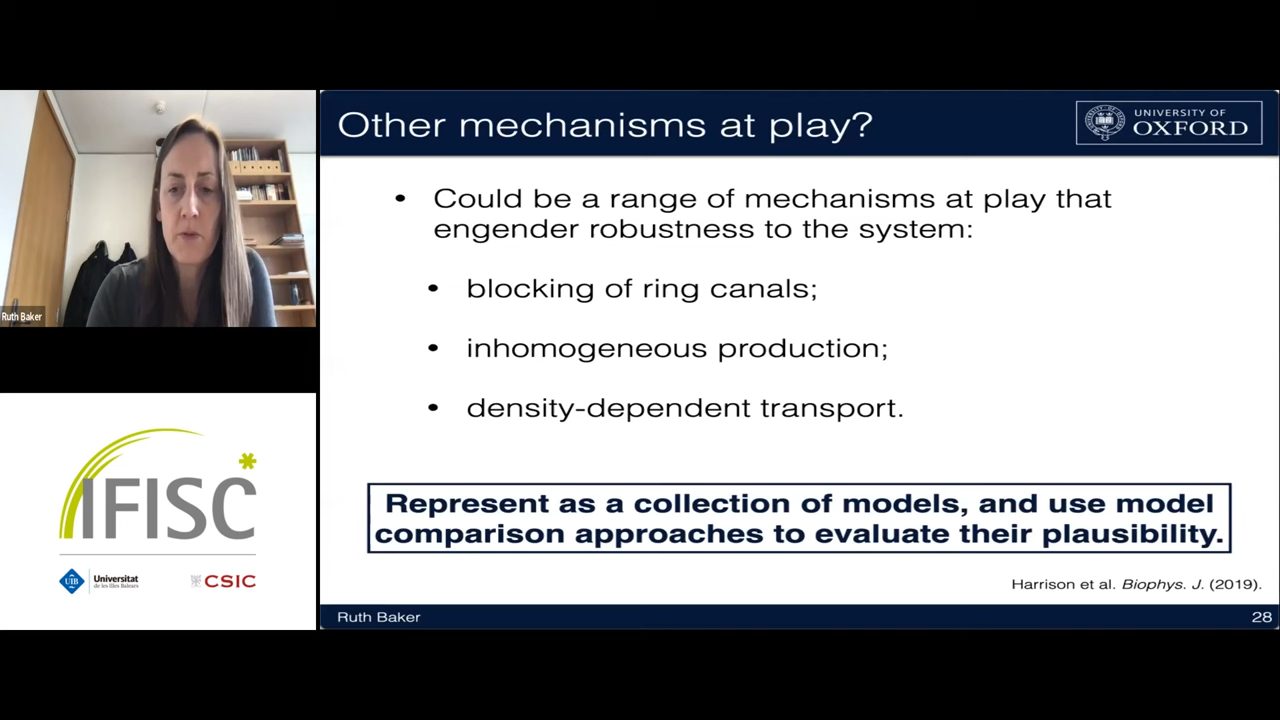 Other mechanisms at play?
UNIVERSITY OF
OXFORD
• Could be a range of mechanisms at play that
engender robustness to the system:
• blocking of ring canals;
• inhomogeneous production;
• density-dependent transport.
Represent as a collection of models, and use model
comparison approaches to evaluate their plausibility.
Harrison et al. Biophys. J. (2019).
Ruth Baker
28
Ruth Baker
IFISC
UIB
Universitat
de les Illes Balears
CSIC